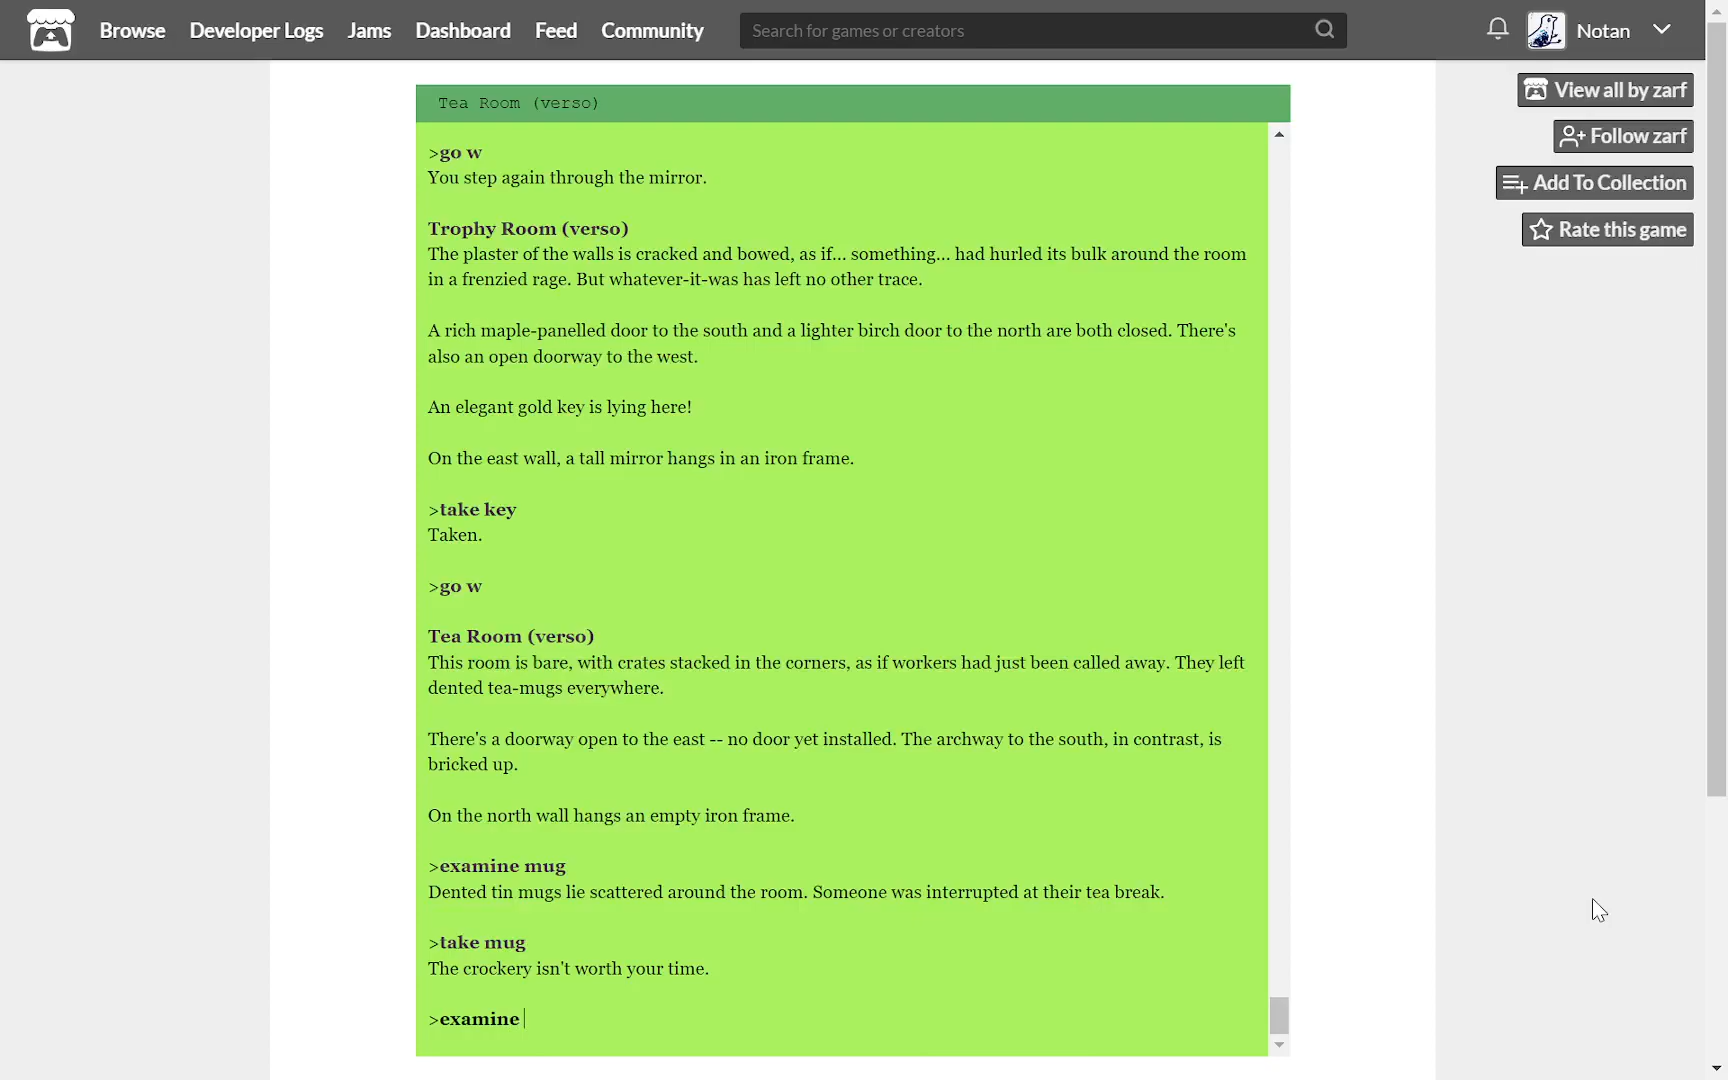 Browse Developer Logs Jams Dashboard Feed Community Search for games or creators Notan
View all by zarf
Follow zarf
Add To Collection
Rate this game
Tea Room (verso)
>go w
You step again through the mirror.
Trophy Room (verso)
The plaster of the walls is cracked and bowed, as if... something... had hurled its bulk around the room
in a frenzied rage. But whatever-it-was has left no other trace.
A rich maple-panelled door to the south and a lighter birch door to the north are both closed. There's
also an open doorway to the west.
An elegant gold key is lying here!
On the east wall, a tall mirror hangs in an iron frame.
>take key
Taken.
>go w
Tea Room (verso)
This room is bare, with crates stacked in the corners, as if workers had just been called away. They left
dented tea-mugs everywhere.
There's a doorway open to the east -- no door yet installed. The archway to the south, in contrast, is
bricked up.
On the north wall hangs an empty iron frame.
>examine mug
Dented tin mugs lie scattered around the room. Someone was interrupted at their tea break.
>take mug
The crockery isn't worth your time.
>examine